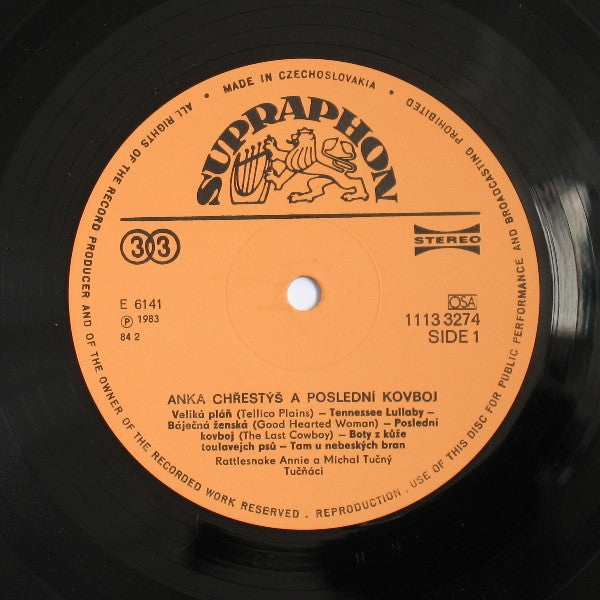 • MADE IN CZECHOSLOVAKIA •
ALL RIGHTS OF THE RECORD PRODUCER AND OF THE OWNER OF THE RECORDED WORK RESERVED . REPRODUCTION , USE OF THIS DISC FOR PUBLIC PERFORMANCE AND BROADCASTING PROHIBITED
SUPRAPHON
33
STEREO
E 6141
Ⓟ 1983
84 2
OSA
1113 3274
SIDE 1
ANKA CHŘESTÝŠ A POSLEDNÍ KOVBOJ
Veliká pláň (Tellico Plains) – Tennessee Lullaby –
Báječná ženská (Good Hearted Woman) – Poslední
kovboj (The Last Cowboy) – Boty z kůže
toulavejch psů – Tam u nebeských bran
Rattlesnake Annie a Michal Tučný
Tučňáci